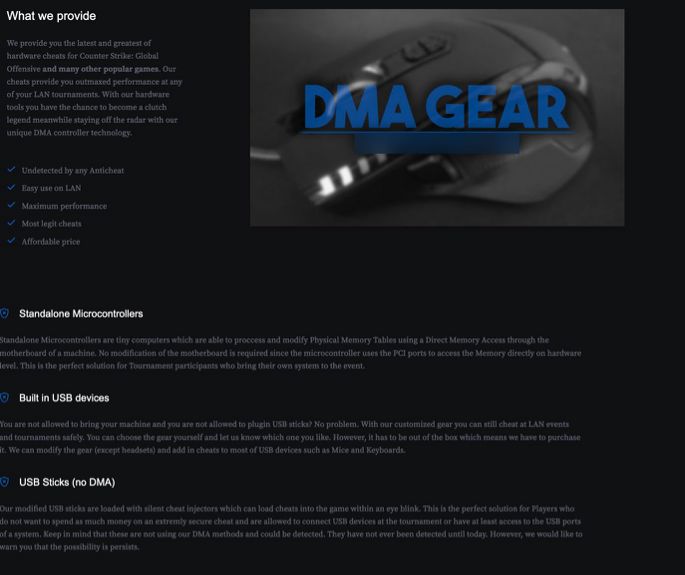 What we provide
We provide you the latest and greatest of
hardware cheats for Counter Strike: Global
Offensive and many other popular games. Our
cheats provide you outmaxed performance at any
of your LAN tournaments. With our hardware
tools you have the chance to become a clutch
legend meanwhile staying off the radar with our
unique DMA controller technology.
Undetected by any Anticheat
Easy use on LAN
Maximum performance
Most legit cheats
Affordable price
DMA GEAR
Standalone Microcontrollers
Standalone Microcontrollers are tiny computers which are able to proccess and modify Physical Memory Tables using a Direct Memory Access through the
motherboard of a machine. No modification of the motherboard is required since the microcontroller uses the PCI ports to access the Memory directly on hardware
level. This is the perfect solution for Tournament participants who bring their own system to the event.
Built in USB devices
You are not allowed to bring your machine and you are not allowed to plugin USB sticks? No problem. With our customized gear you can still cheat at LAN events
and tournaments safely. You can choose the gear yourself and let us know which one you like. However, it has to be out of the box which means we have to purchase
it. We can modify the gear (except headsets) and add in cheats to most of USB devices such as Mice and Keyboards.
USB Sticks (no DMA)
Our modified USB sticks are loaded with silent cheat injectors which can load cheats into the game within an eye blink. This is the perfect solution for Players who
do not want to spend as much money on an extremly secure cheat and are allowed to connect USB devices at the tournament or have at least access to the USB ports
of a system. Keep in mind that these are not using our DMA methods and could be detected. They have not ever been detected until today. However, we would like to
warn you that the possibility is persists.